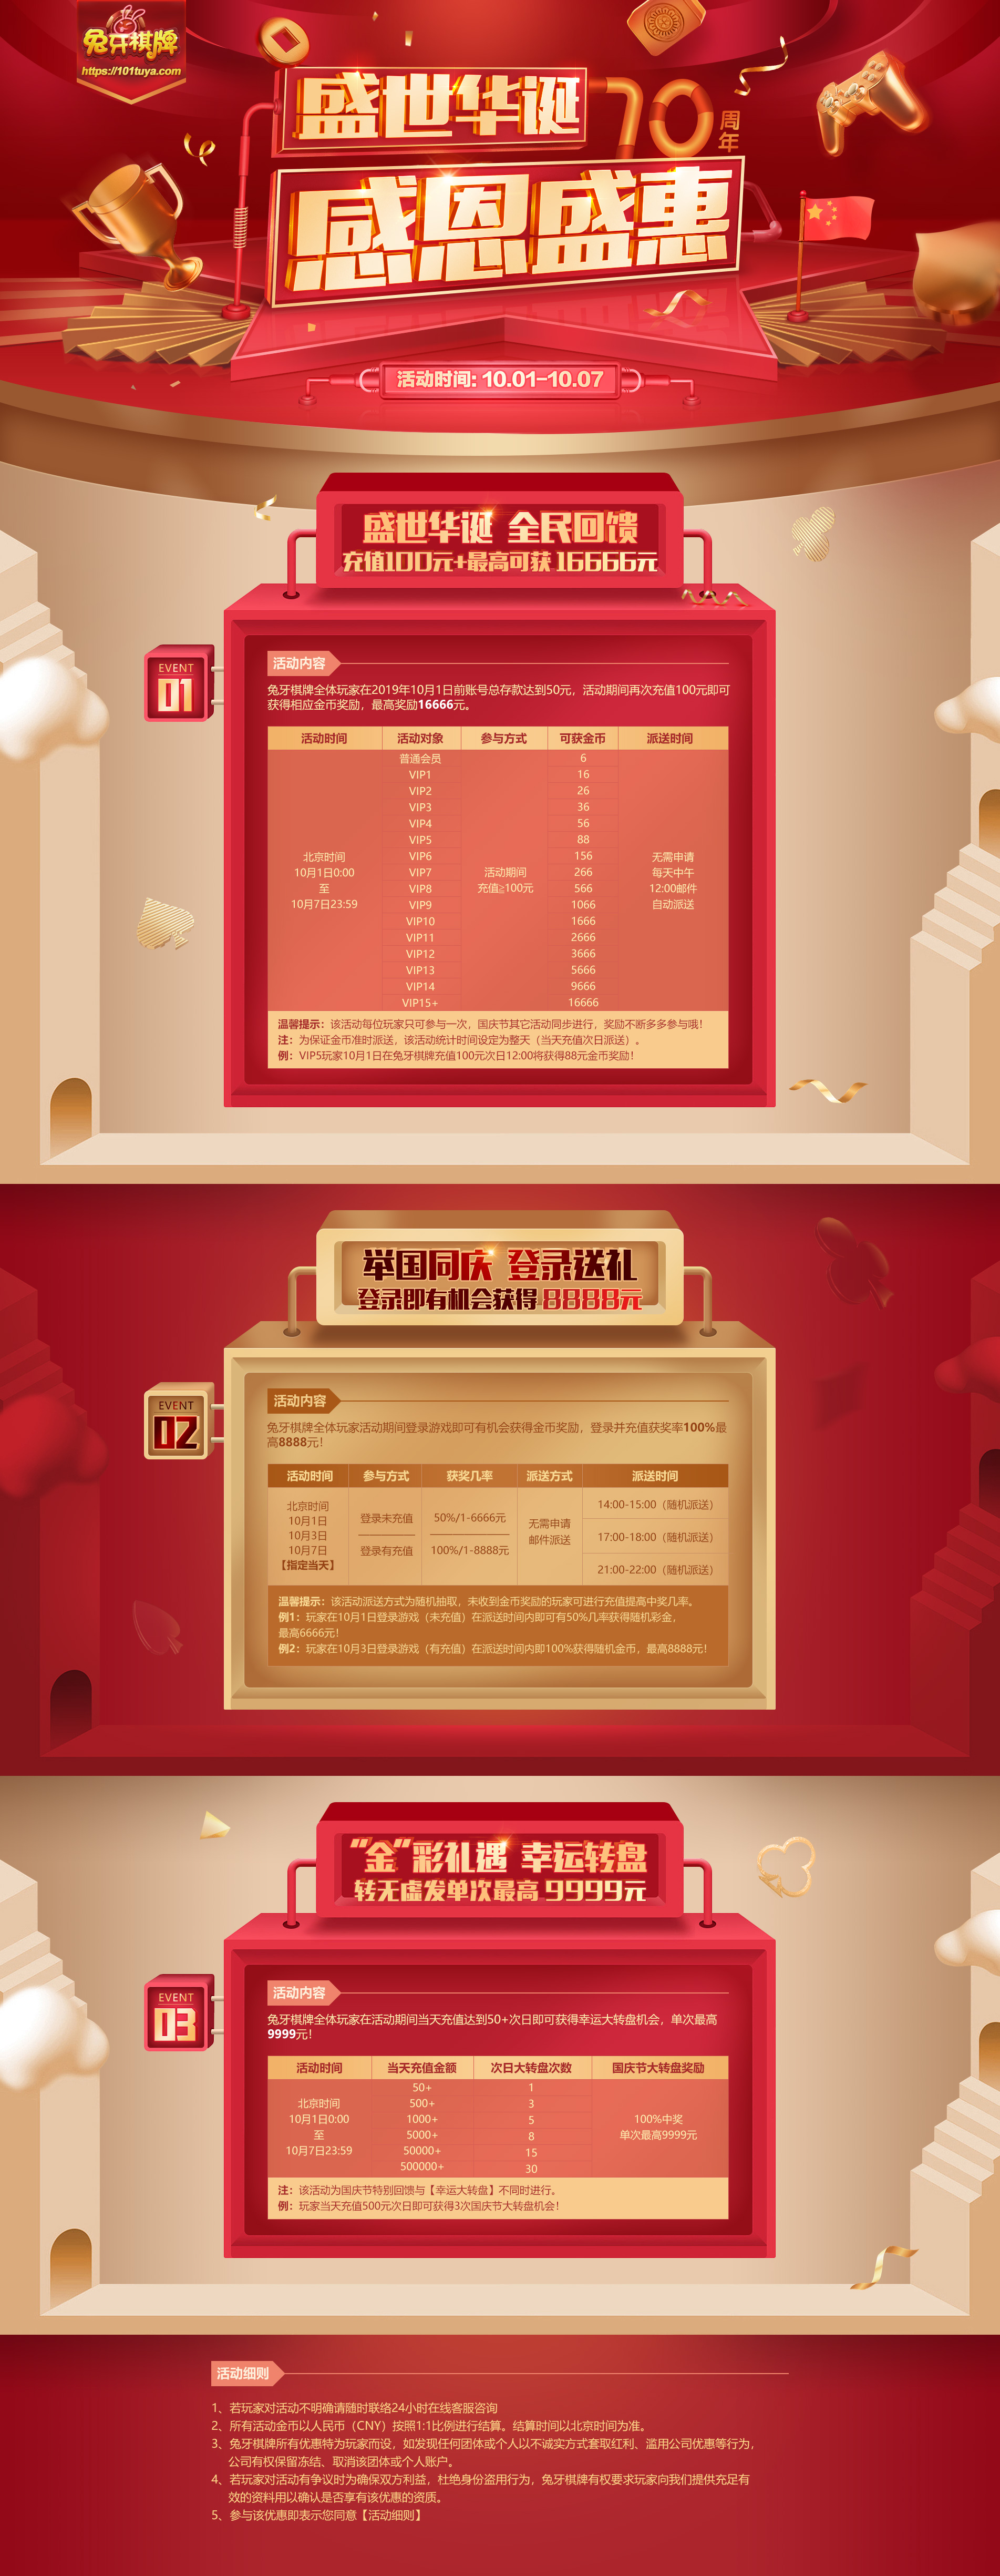 兔牙棋牌
https://101tuya.com
盛世华诞 70周年
感恩盛惠
活动时间: 10.01-10.07
盛世华诞 全民回馈
充值100元+最高可获 16666元
EVENT
01
活动内容
兔牙棋牌全体玩家在2019年10月1日前账号总存款达到50元，活动期间再次充值100元即可
获得相应金币奖励，最高奖励16666元。
活动时间 活动对象 参与方式 可获金币 派送时间
普通会员 6
VIP1 16
VIP2 26
VIP3 36
VIP4 56
VIP5 88
北京时间 VIP6 156 无需申请
10月1日0:00 VIP7 活动期间 266 每天中午
至 VIP8 充值≥100元 566 12:00邮件
10月7日23:59 VIP9 1066 自动派送
VIP10 1666
VIP11 2666
VIP12 3666
VIP13 5666
VIP14 9666
VIP15+ 16666
温馨提示：该活动每位玩家只可参与一次，国庆节其它活动同步进行，奖励不断多多参与哦！
注：为保证金币准时派送，该活动统计时间设定为整天（当天充值次日派送）。
例：VIP5玩家10月1日在兔牙棋牌充值100元次日12:00将获得88元金币奖励！
举国同庆 登录送礼
登录即有机会获得 8888元
EVENT
02
活动内容
兔牙棋牌全体玩家活动期间登录游戏即可有机会获得金币奖励，登录并充值获奖率100%最
高8888元！
活动时间 参与方式 获奖几率 派送方式 派送时间
北京时间 14:00-15:00（随机派送）
10月1日 登录未充值 50%/1-6666元 无需申请
10月3日 邮件派送 17:00-18:00（随机派送）
10月7日 登录有充值 100%/1-8888元
【指定当天】 21:00-22:00（随机派送）
温馨提示：该活动派送方式为随机抽取，未收到金币奖励的玩家可进行充值提高中奖几率。
例1：玩家在10月1日登录游戏（未充值）在派送时间内即可有50%几率获得随机彩金，
最高6666元！
例2：玩家在10月3日登录游戏（有充值）在派送时间内即100%获得随机金币，最高8888元！
“金”彩礼遇 幸运转盘
转无虚发单次最高 9999元
EVENT
03
活动内容
兔牙棋牌全体玩家在活动期间当天充值达到50+次日即可获得幸运大转盘机会，单次最高
9999元！
活动时间 当天充值金额 次日大转盘次数 国庆节大转盘奖励
50+ 1
北京时间 500+ 3
10月1日0:00 1000+ 5 100%中奖
至 5000+ 8 单次最高9999元
10月7日23:59 50000+ 15
500000+ 30
注：该活动为国庆节特别回馈与【幸运大转盘】不同时进行。
例：玩家当天充值500元次日即可获得3次国庆节大转盘机会！
活动细则
1、若玩家对活动不明确请随时联络24小时在线客服咨询
2、所有活动金币以人民币（CNY）按照1:1比例进行结算。结算时间以北京时间为准。
3、兔牙棋牌所有优惠特为玩家而设，如发现任何团体或个人以不诚实方式套取红利、滥用公司优惠等行为，
公司有权保留冻结、取消该团体或个人账户。
4、若玩家对活动有争议时为确保双方利益，杜绝身份盗用行为，兔牙棋牌有权要求玩家向我们提供充足有
效的资料用以确认是否享有该优惠的资质。
5、参与该优惠即表示您同意【活动细则】